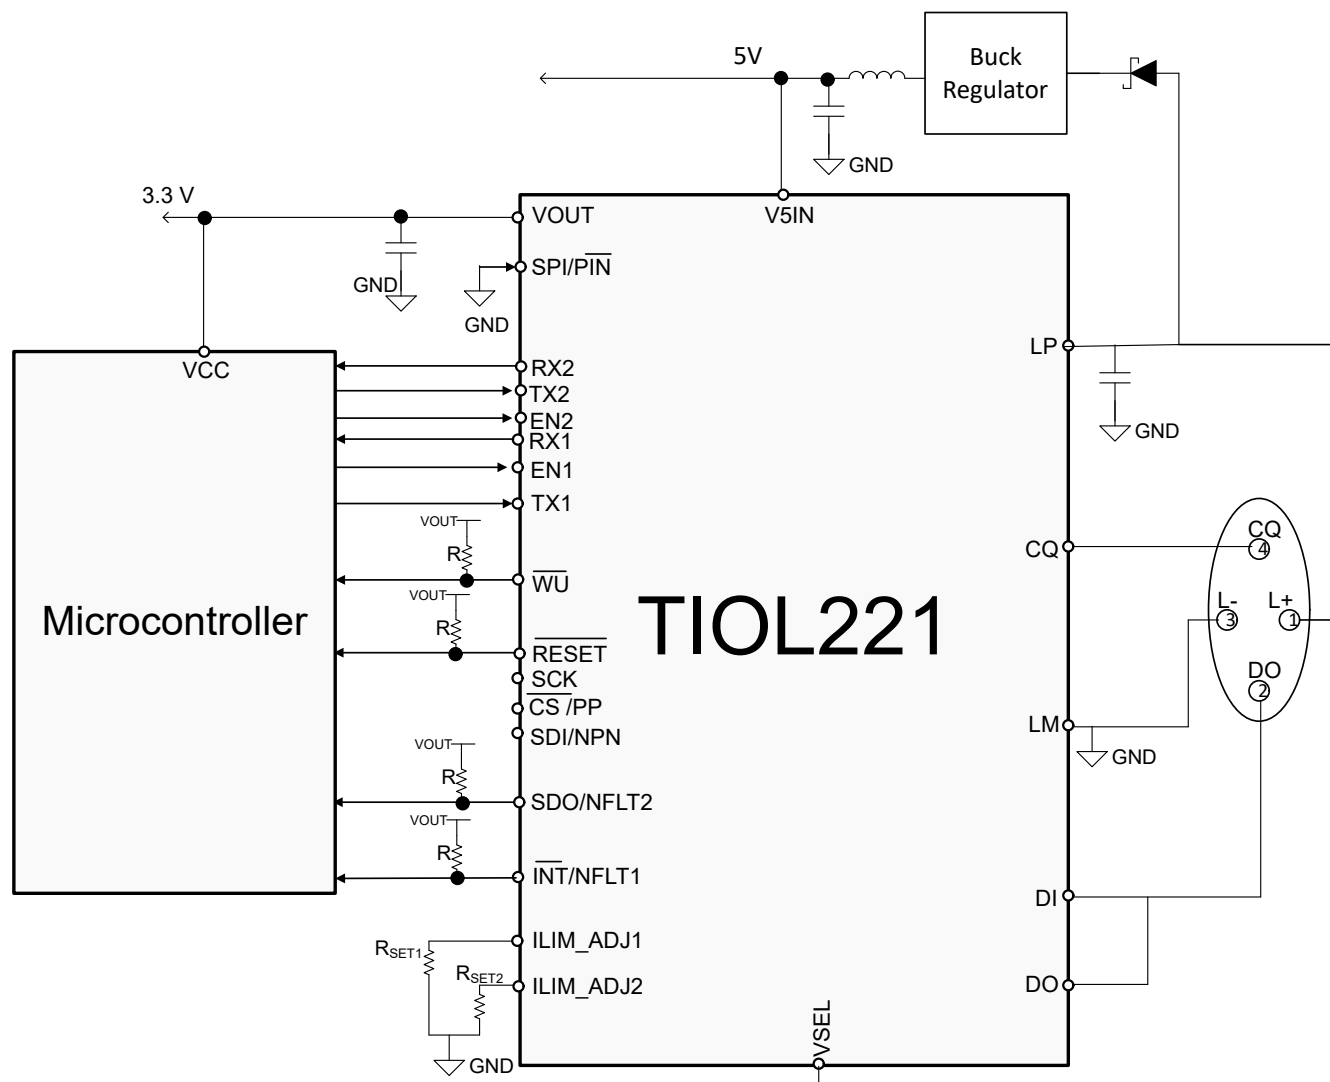 5V
Buck
Regulator
GND
3.3 V
VOUT
V5IN
SPI/PIN
GND
GND
LP
VCC
RX2
TX2
EN2
RX1
EN1
TX1
GND
VOUT
R
WU
CQ
CQ
4
VOUT
R
RESET
Microcontroller
TIOL221
L-
L+
3
1
SCK
CS/PP
SDI/NPN
DO
2
LM
GND
VOUT
R
SDO/NFLT2
VOUT
R
INT/NFLT1
DI
RSET1
ILIM_ADJ1
RSET2
ILIM_ADJ2
DO
GND
VSEL